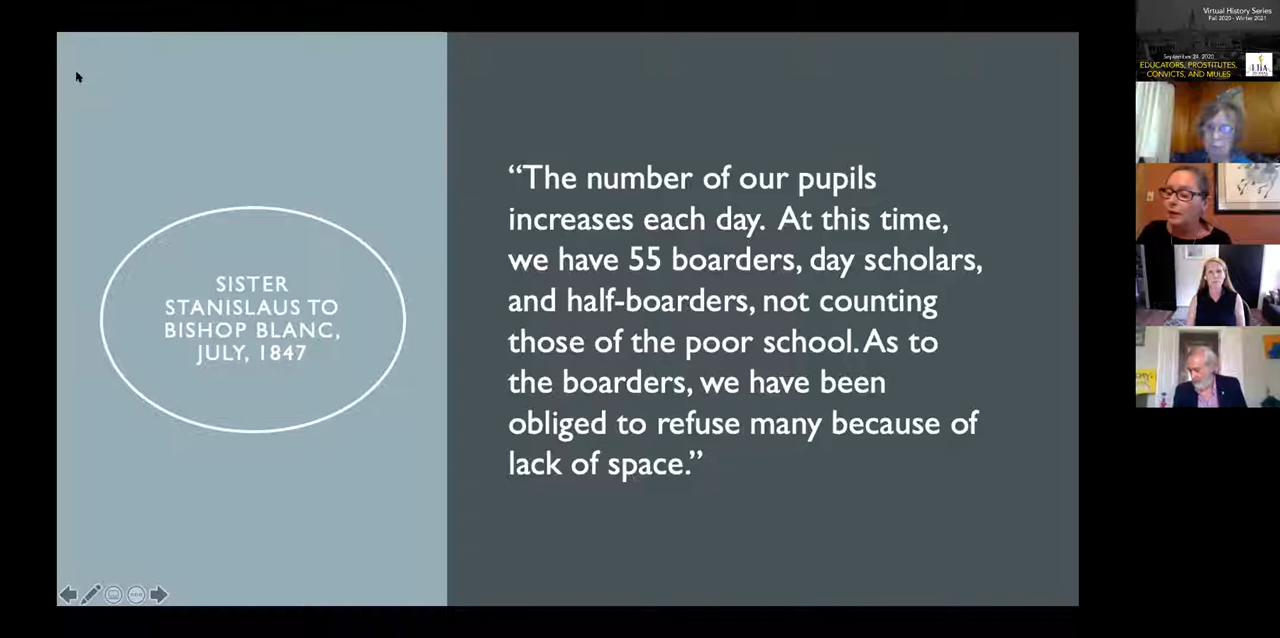 SISTER
STANISLAUS TO
BISHOP BLANC,
JULY, 1847
“The number of our pupils
increases each day. At this time,
we have 55 boarders, day scholars,
and half-boarders, not counting
those of the poor school. As to
the boarders, we have been
obliged to refuse many because of
lack of space.”
Virtual History Series
Fall 2020 - Winter 2021
September 24, 2020
EDUCATORS, PROSTITUTES,
CONVICTS, AND MULES